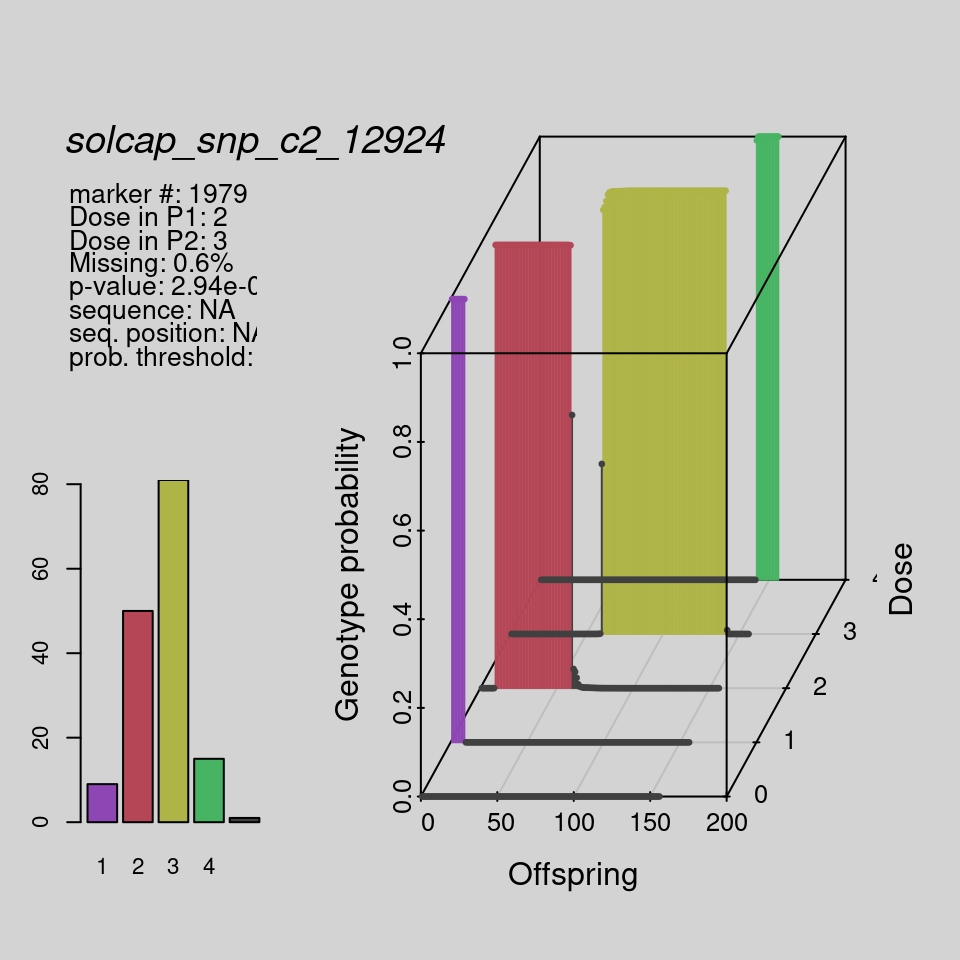 solcap_snp_c2_12924
marker #: 1979
Dose in P1: 2
Dose in P2: 3
Missing: 0.6%
p-value: 2.94e-0
sequence: NA
seq. position: NA
prob. threshold:
80
60
40
20
0
1 2 3 4
Genotype probability
1.0
0.8
0.6
0.4
0.2
0.0
0 50 100 150 200
Offspring
0
1
2
3
4
Dose